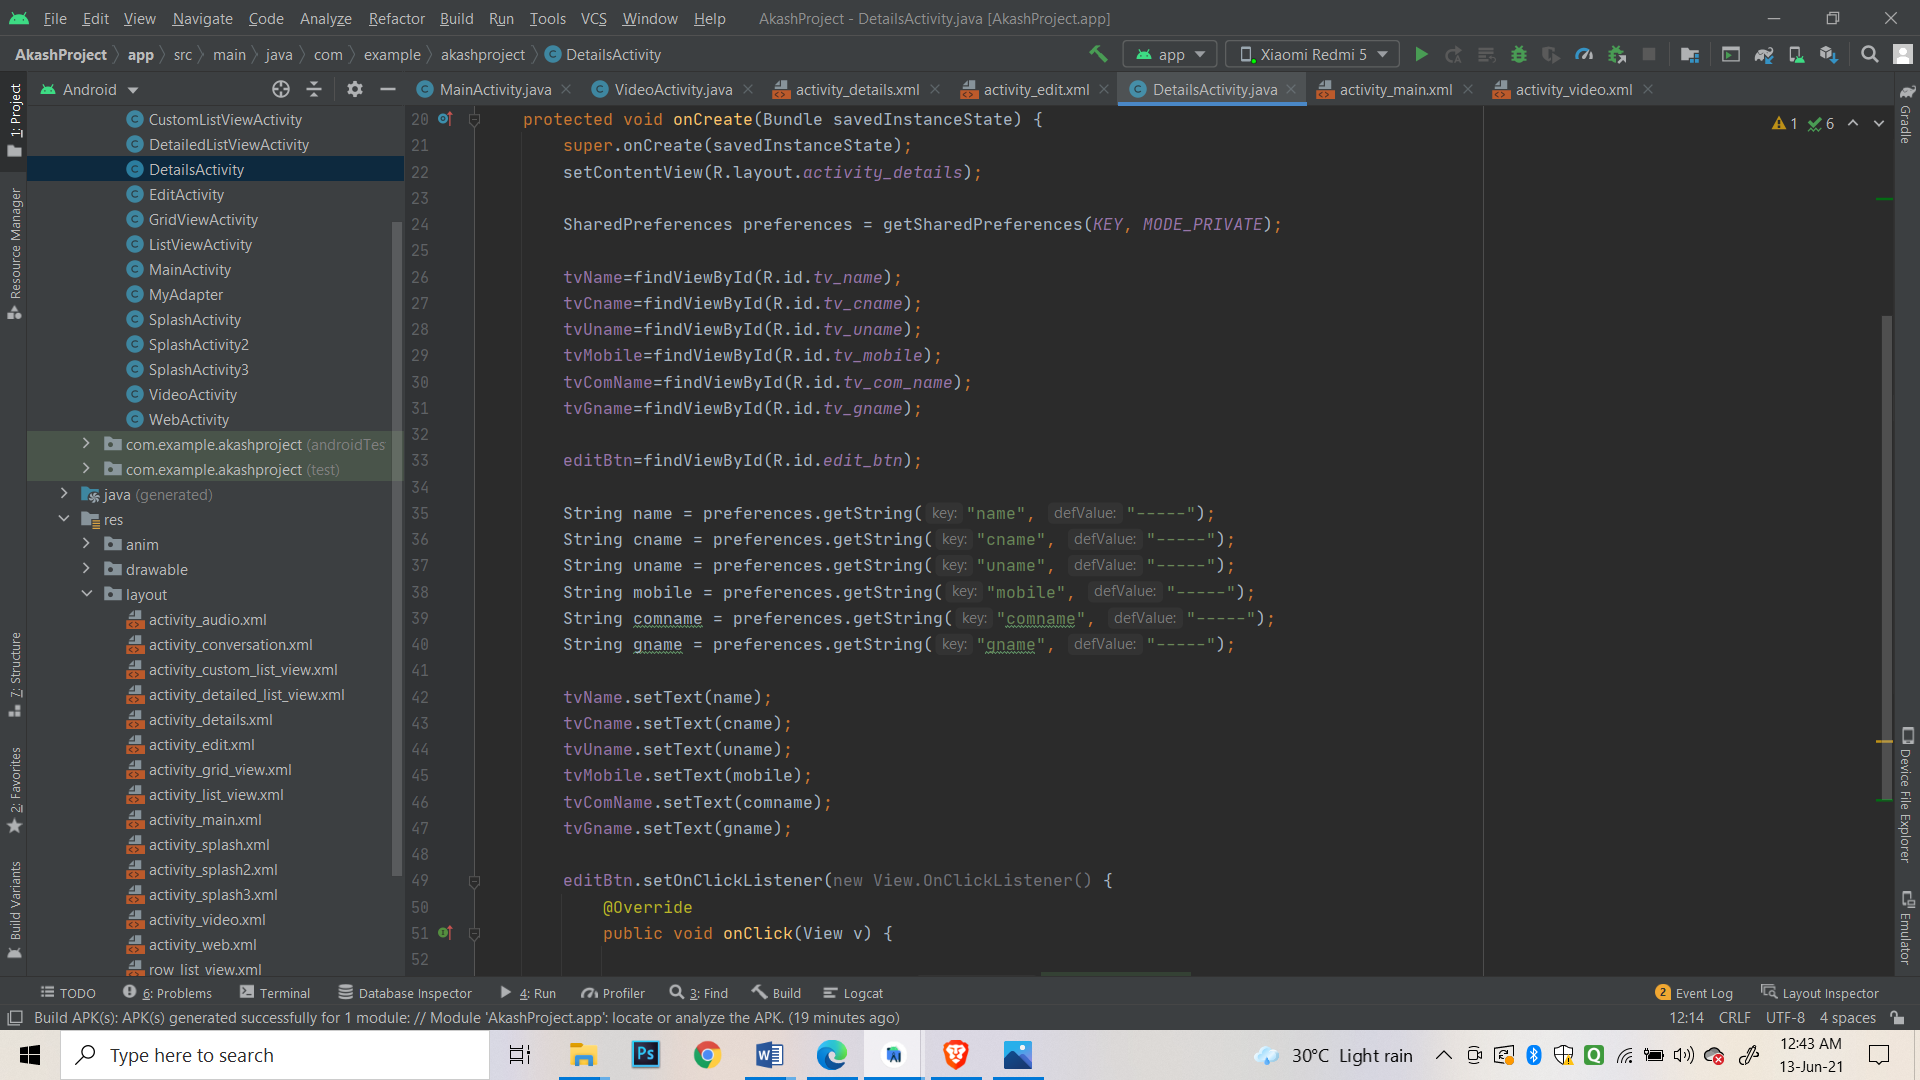 File Edit View Navigate Code Analyze Refactor Build Run Tools VCS Window Help AkashProject - DetailsActivity.java [AkashProject.app]
AkashProject app src main java com example akashproject DetailsActivity app Xiaomi Redmi 5
Android MainActivity.java VideoActivity.java activity_details.xml activity_edit.xml DetailsActivity.java activity_main.xml activity_video.xml
1: Project
Resource Manager
7: Structure
2: Favorites
Build Variants
CustomListViewActivity
DetailedListViewActivity
DetailsActivity
EditActivity
GridViewActivity
ListViewActivity
MainActivity
MyAdapter
SplashActivity
SplashActivity2
SplashActivity3
VideoActivity
WebActivity
com.example.akashproject (androidTes
com.example.akashproject (test)
java (generated)
res
anim
drawable
layout
activity_audio.xml
activity_conversation.xml
activity_custom_list_view.xml
activity_detailed_list_view.xml
activity_details.xml
activity_edit.xml
activity_grid_view.xml
activity_list_view.xml
activity_main.xml
activity_splash.xml
activity_splash2.xml
activity_splash3.xml
activity_video.xml
activity_web.xml
row_list_view.xml
1 6
20 protected void onCreate(Bundle savedInstanceState) {
21 super.onCreate(savedInstanceState);
22 setContentView(R.layout.activity_details);
23
24 SharedPreferences preferences = getSharedPreferences(KEY, MODE_PRIVATE);
25
26 tvName=findViewById(R.id.tv_name);
27 tvCname=findViewById(R.id.tv_cname);
28 tvUname=findViewById(R.id.tv_uname);
29 tvMobile=findViewById(R.id.tv_mobile);
30 tvComName=findViewById(R.id.tv_com_name);
31 tvGname=findViewById(R.id.tv_gname);
32
33 editBtn=findViewById(R.id.edit_btn);
34
35 String name = preferences.getString( key: "name", defValue: "-----");
36 String cname = preferences.getString( key: "cname", defValue: "-----");
37 String uname = preferences.getString( key: "uname", defValue: "-----");
38 String mobile = preferences.getString( key: "mobile", defValue: "-----");
39 String comname = preferences.getString( key: "comname", defValue: "-----");
40 String gname = preferences.getString( key: "gname", defValue: "-----");
41
42 tvName.setText(name);
43 tvCname.setText(cname);
44 tvUname.setText(uname);
45 tvMobile.setText(mobile);
46 tvComName.setText(comname);
47 tvGname.setText(gname);
48
49 editBtn.setOnClickListener(new View.OnClickListener() {
50 @Override
51 public void onClick(View v) {
52
Gradle
Device File Explorer
Emulator
TODO 6: Problems Terminal Database Inspector 4: Run Profiler 3: Find Build Logcat 2 Event Log Layout Inspector
Build APK(s): APK(s) generated successfully for 1 module: // Module 'AkashProject.app': locate or analyze the APK. (19 minutes ago) 12:14 CRLF UTF-8 4 spaces
Type here to search Ps W 30°C Light rain Q 12:43 AM
13-Jun-21